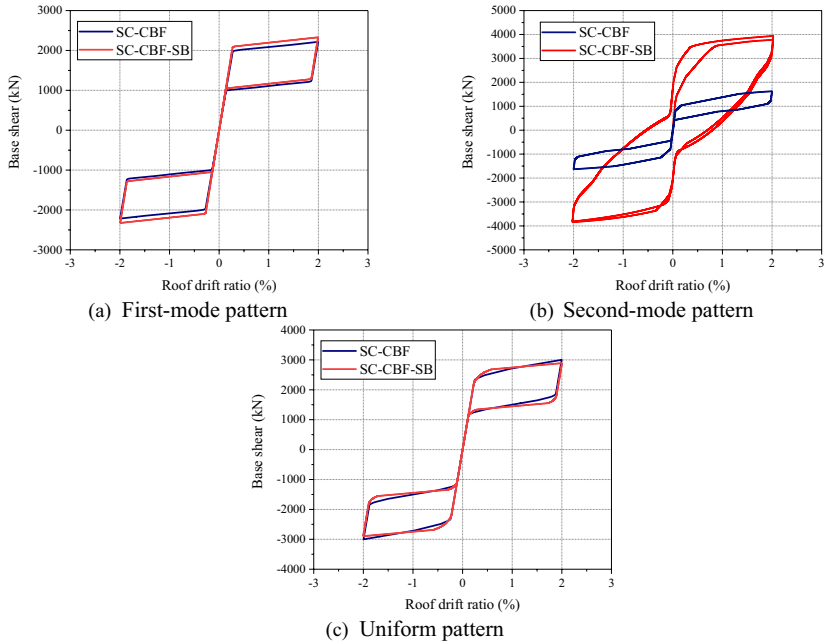 3000
2000
1000
0
-1000
-2000
-3000
Base shear (kN)
SC-CBF
SC-CBF-SB
-3 -2 -1 0 1 2 3
Roof drift ratio (%)
(a) First-mode pattern
5000
4000
3000
2000
1000
0
-1000
-2000
-3000
-4000
-5000
Base shear (kN)
SC-CBF
SC-CBF-SB
-3 -2 -1 0 1 2 3
Roof drift ratio (%)
(b) Second-mode pattern
4000
3000
2000
1000
0
-1000
-2000
-3000
-4000
Base shear (kN)
SC-CBF
SC-CBF-SB
-3 -2 -1 0 1 2 3
Roof drift ratio (%)
(c) Uniform pattern